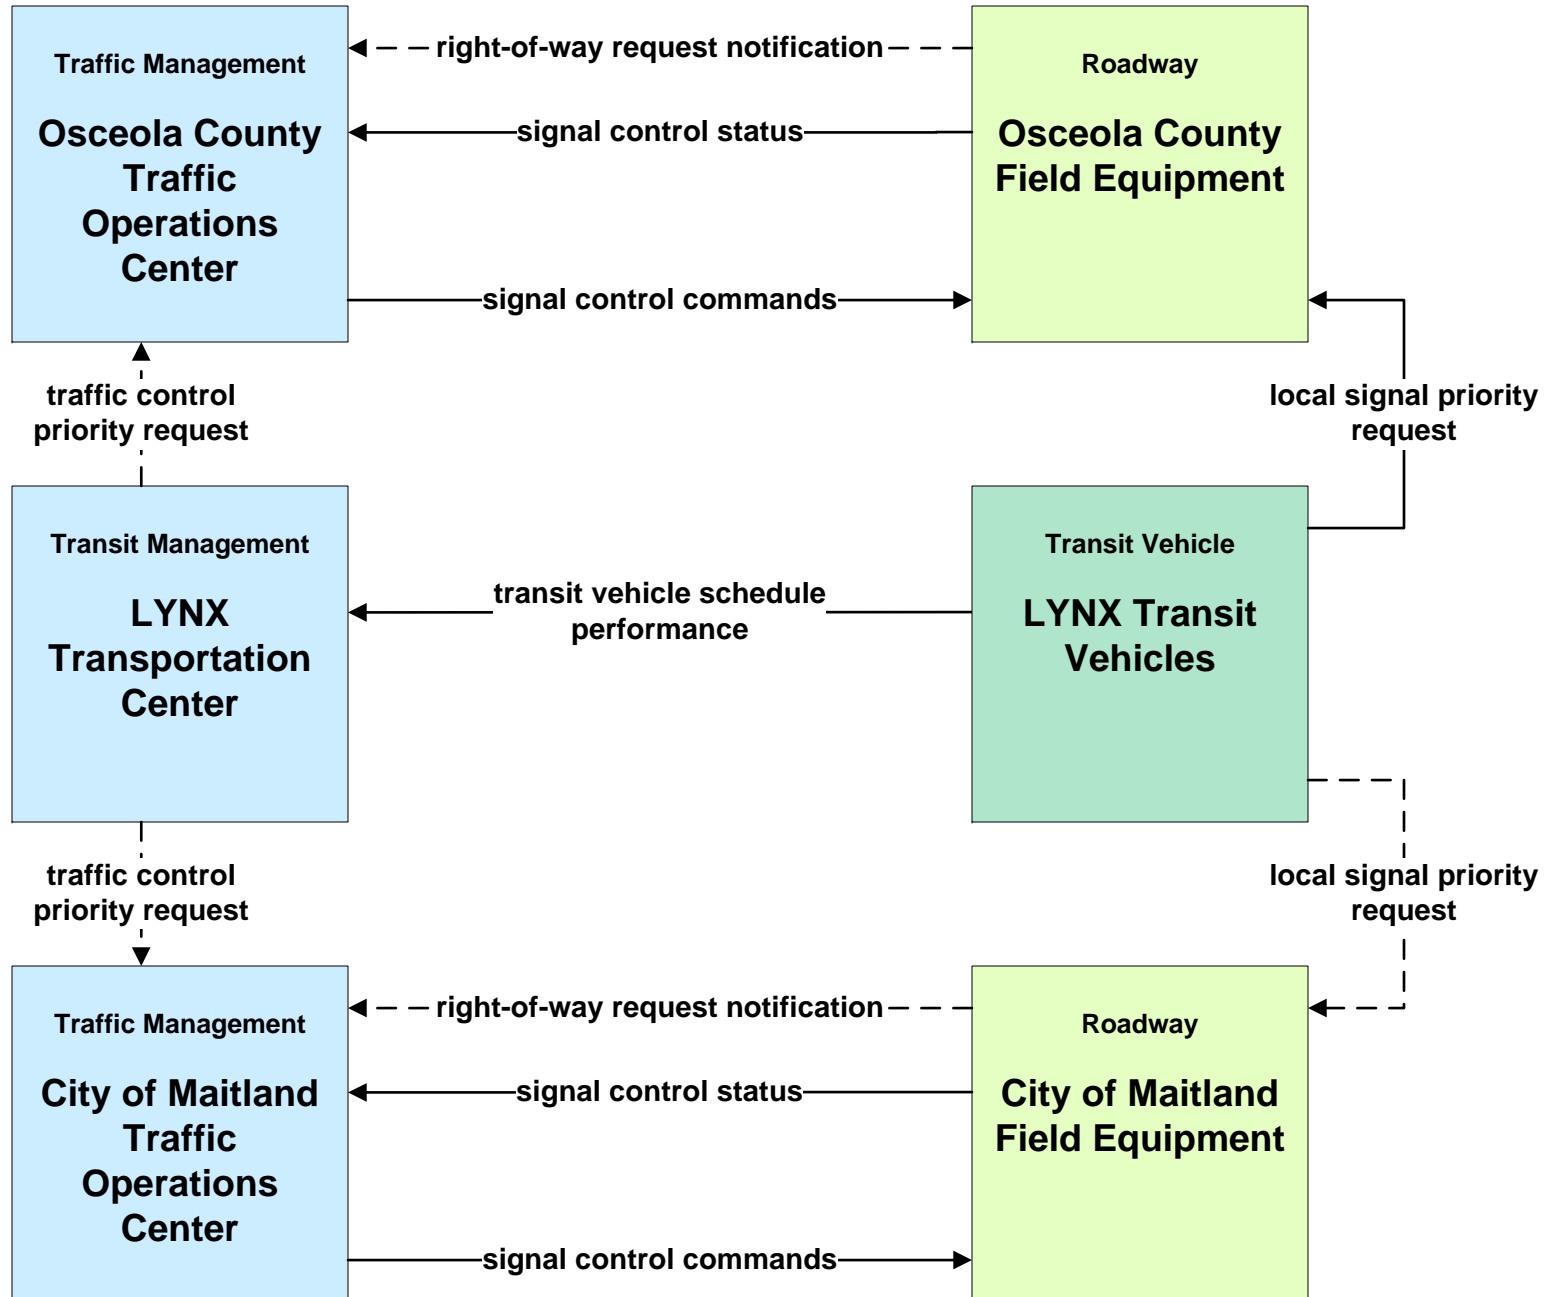 Traffic Management
Osceola County
Traffic
Operations
Center
right-of-way request notification
signal control status
signal control commands
Roadway
Osceola County
Field Equipment
traffic control
priority request
local signal priority
request
Transit Management
LYNX
Transportation
Center
transit vehicle schedule
performance
Transit Vehicle
LYNX Transit
Vehicles
traffic control
priority request
local signal priority
request
Traffic Management
City of Maitland
Traffic
Operations
Center
right-of-way request notification
signal control status
signal control commands
Roadway
City of Maitland
Field Equipment